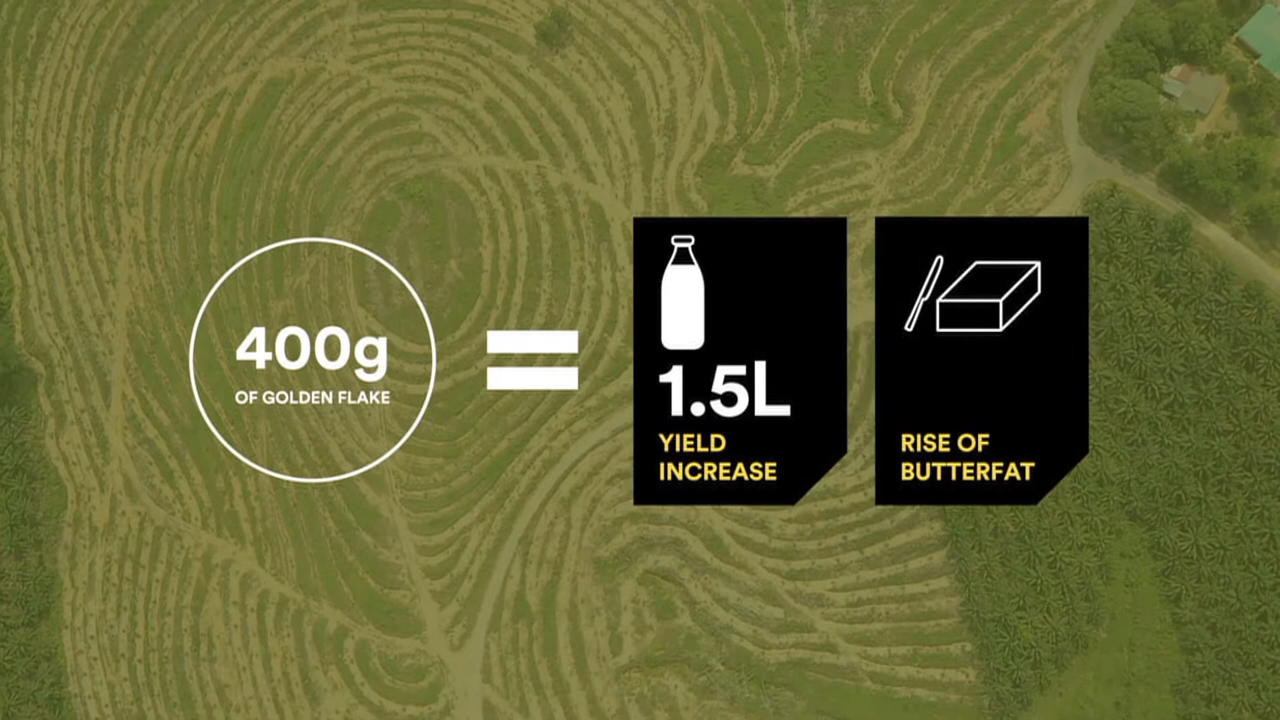 400g
OF GOLDEN FLAKE
1.5L
YIELD
INCREASE
RISE OF
BUTTERFAT